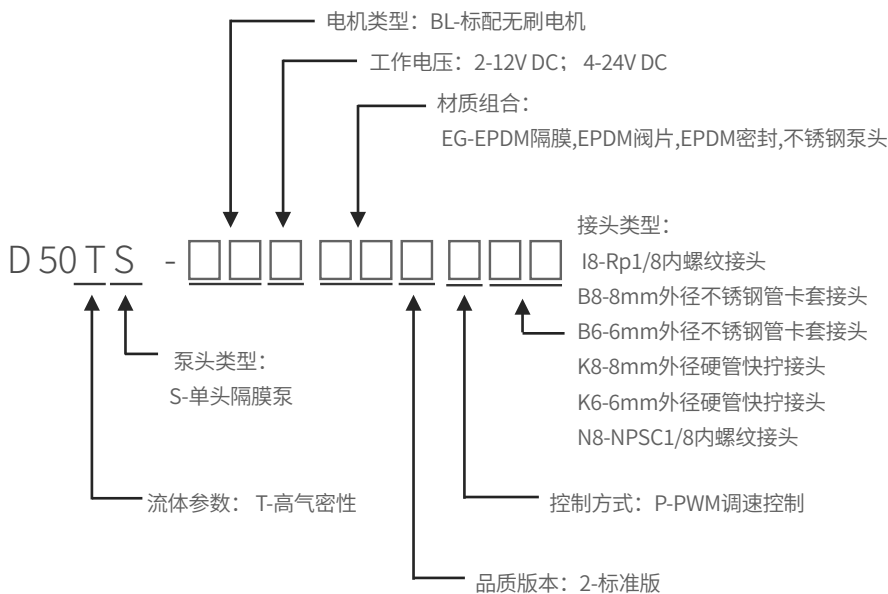 电机类型：BL-标配无刷电机
工作电压：2-12V DC； 4-24V DC
材质组合：
EG-EPDM隔膜,EPDM阀片,EPDM密封,不锈钢泵头
D 50 T S -□□□ □□□ □□□
接头类型：
I8-Rp1/8内螺纹接头
B8-8mm外径不锈钢管卡套接头
B6-6mm外径不锈钢管卡套接头
K8-8mm外径硬管快拧接头
K6-6mm外径硬管快拧接头
N8-NPSC1/8内螺纹接头
泵头类型：
S-单头隔膜泵
流体参数： T-高气密性
控制方式：P-PWM调速控制
品质版本：2-标准版